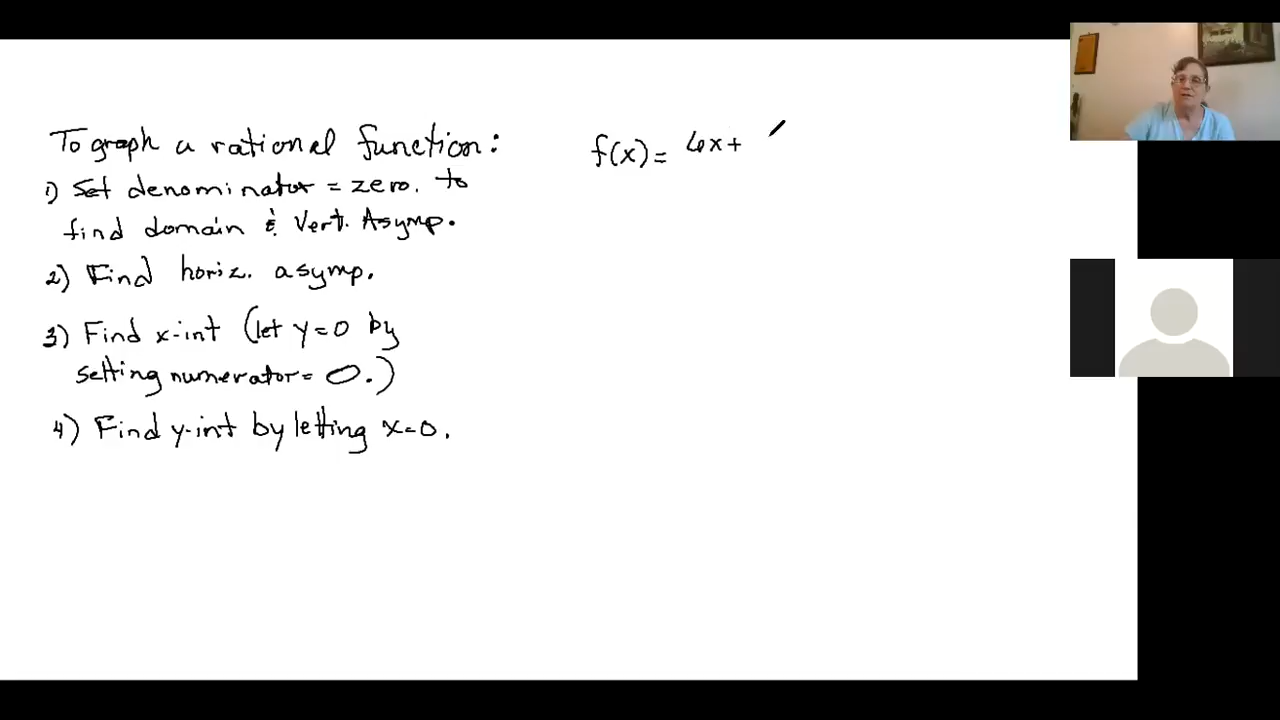 To graph a rational function:
1) Set denominator = zero. to
find domain & Vert. Asymp.
2) Find horiz. asymp.
3) Find x-int (let y=0 by
setting numerator = 0.)
4) Find y-int by letting x=0.
f(x) = 6x+